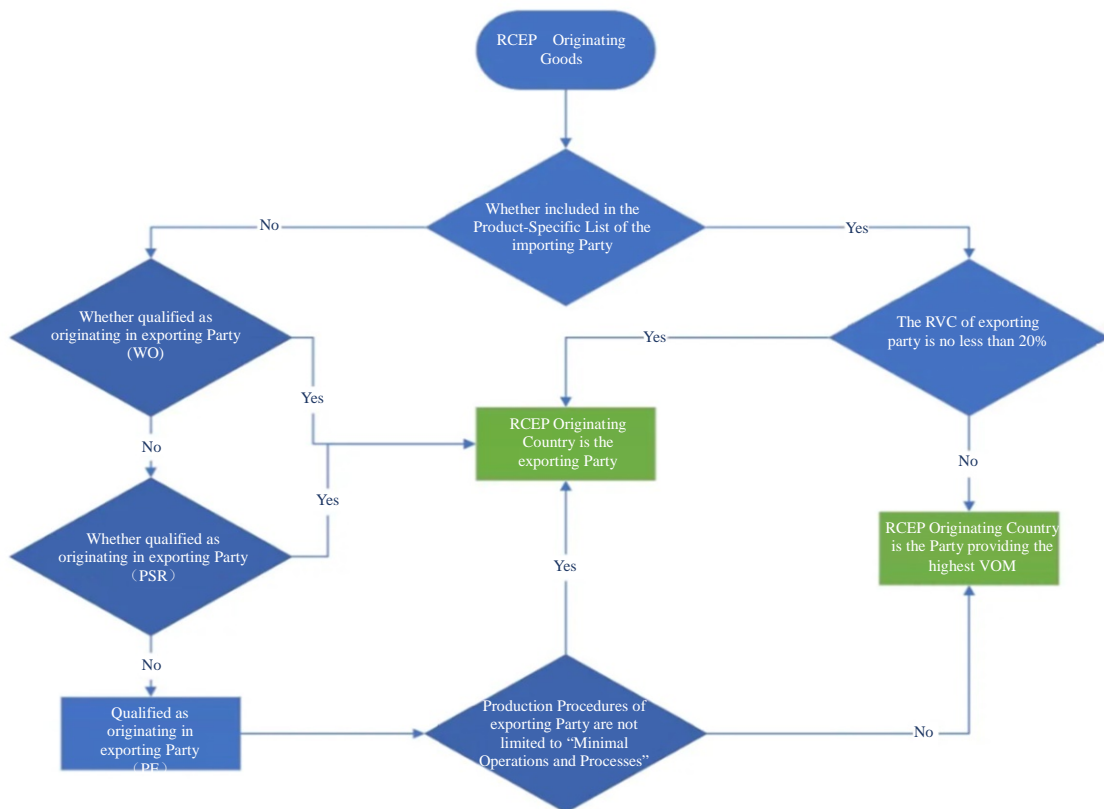 RCEP Originating
Goods
Whether included in the
Product-Specific List of the
importing Party
No
Yes
Whether qualified as
originating in exporting Party
(WO)
The RVC of exporting
party is no less than 20%
Yes
Yes
RCEP Originating
Country is the
exporting Party
No
No
Yes
Whether qualified as
originating in exporting Party
（PSR）
RCEP Originating Country
is the Party providing the
highest VOM
Yes
No
Qualified as
originating in
exporting Party
（PE）
Production Procedures of
exporting Party are not
limited to “Minimal
Operations and Processes”
No